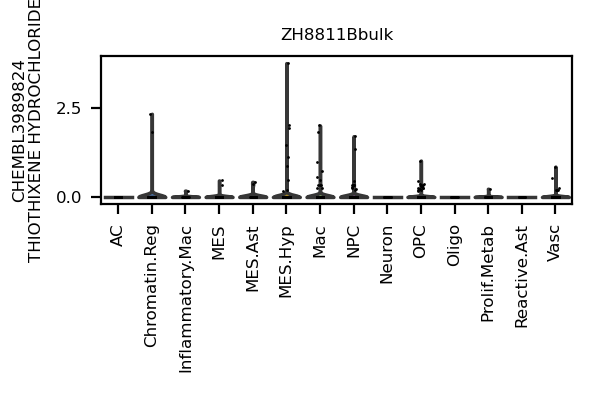 ZH8811Bbulk
CHEMBL3989824
THIOTHIXENE HYDROCHLORIDE
2.5
0.0
AC
Chromatin.Reg
Inflammatory.Mac
MES
MES.Ast
MES.Hyp
Mac
NPC
Neuron
OPC
Oligo
Prolif.Metab
Reactive.Ast
Vasc